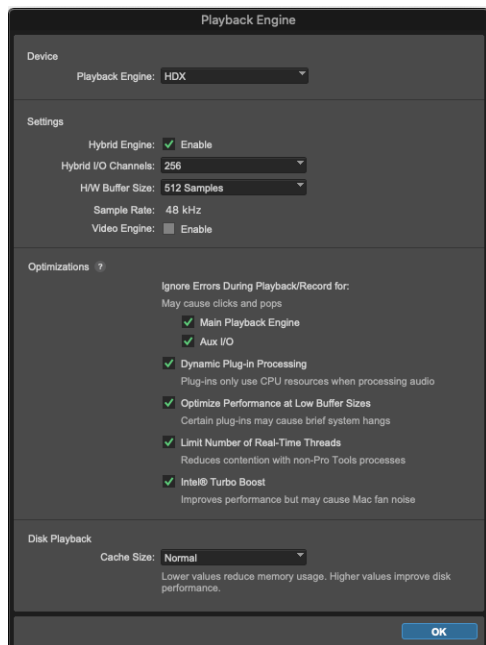 Playback Engine
Device
Playback Engine: HDX
Settings
Hybrid Engine: Enable
Hybrid I/O Channels: 256
H/W Buffer Size: 512 Samples
Sample Rate: 48 kHz
Video Engine: Enable
Optimizations ?
Ignore Errors During Playback/Record for:
May cause clicks and pops
Main Playback Engine
Aux I/O
Dynamic Plug-in Processing
Plug-ins only use CPU resources when processing audio
Optimize Performance at Low Buffer Sizes
Certain plug-ins may cause brief system hangs
Limit Number of Real-Time Threads
Reduces contention with non-Pro Tools processes
Intel® Turbo Boost
Improves performance but may cause Mac fan noise
Disk Playback
Cache Size: Normal
Lower values reduce memory usage. Higher values improve disk
performance.
OK